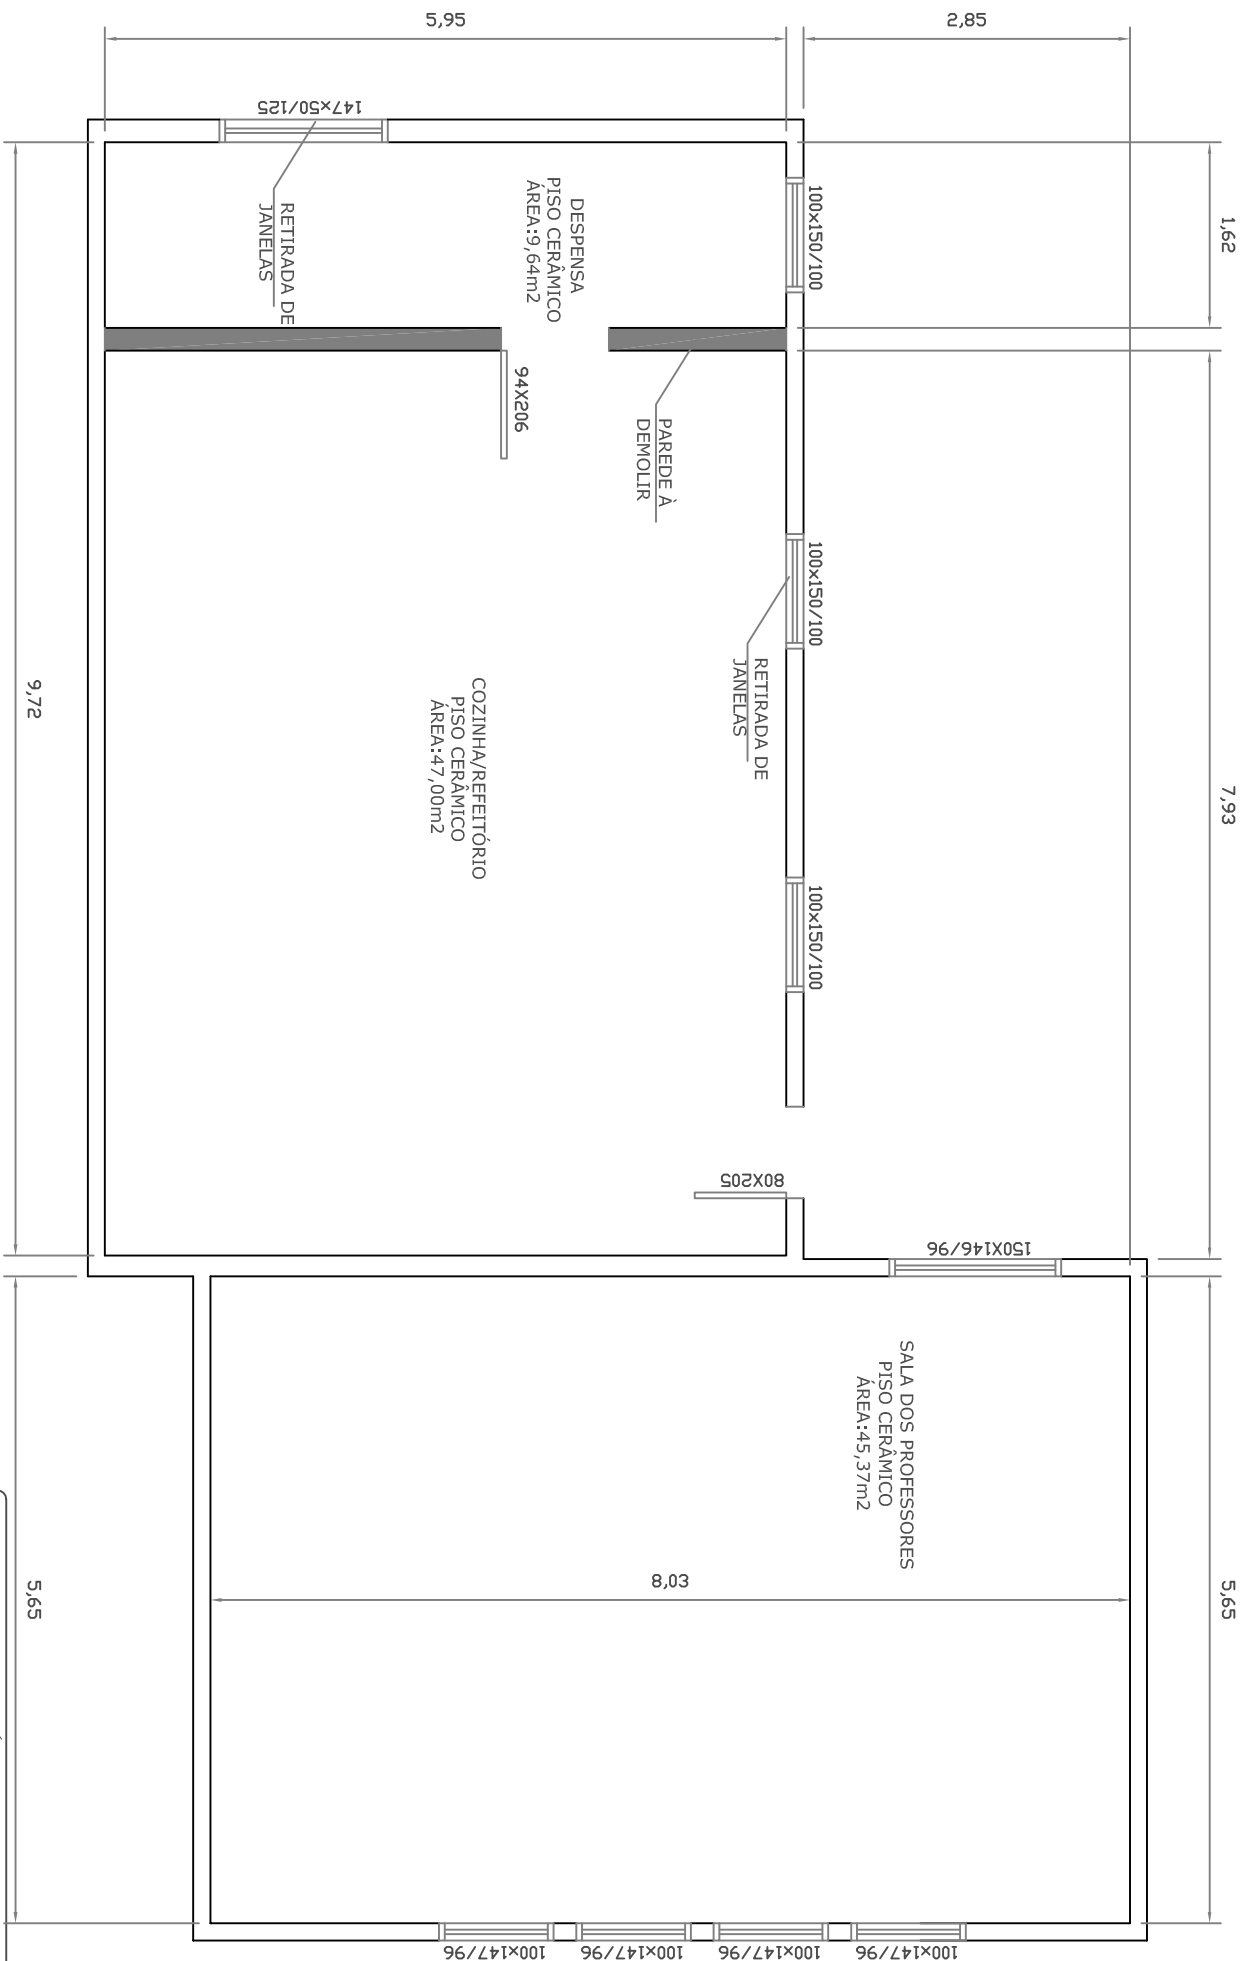 5,95
2,85
147x50/125
1,62
100x150/100
DESPENSA
PISO CERÂMICO
ÁREA:9,64m2
RETIRADA DE
JANELAS
94X206
PAREDE À
DEMOLIR
100x150/100
RETIRADA DE
JANELAS
COZINHA/REFEITÓRIO
PISO CERÂMICO
ÁREA:47,00m2
9,72
7,93
100x150/100
80X205
150X146/96
SALA DOS PROFESSORES
PISO CERÂMICO
ÁREA:45,37m2
8,03
5,65
5,65
100x147/96
100x147/96
100x147/96
100x147/96